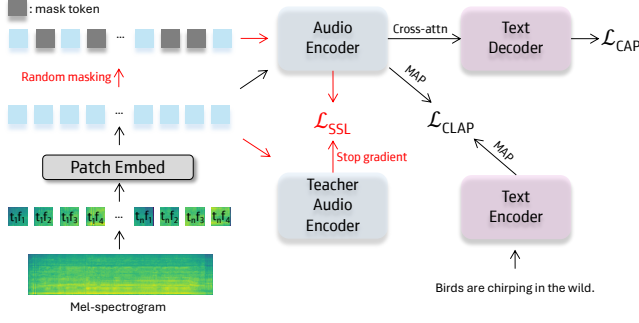 : mask token
...
Random masking
...
Patch Embed
t₁f₁ t₁f₂ t₁f₃ t₁f₄ ... tₙf₁ tₙf₂ tₙf₃ tₙf₄
Mel-spectrogram
Audio
Encoder
Cross-attn
Text
Decoder
ℒCAP
MAP
ℒSSL
ℒCLAP
Stop gradient
MAP
Teacher
Audio
Encoder
Text
Encoder
Birds are chirping in the wild.